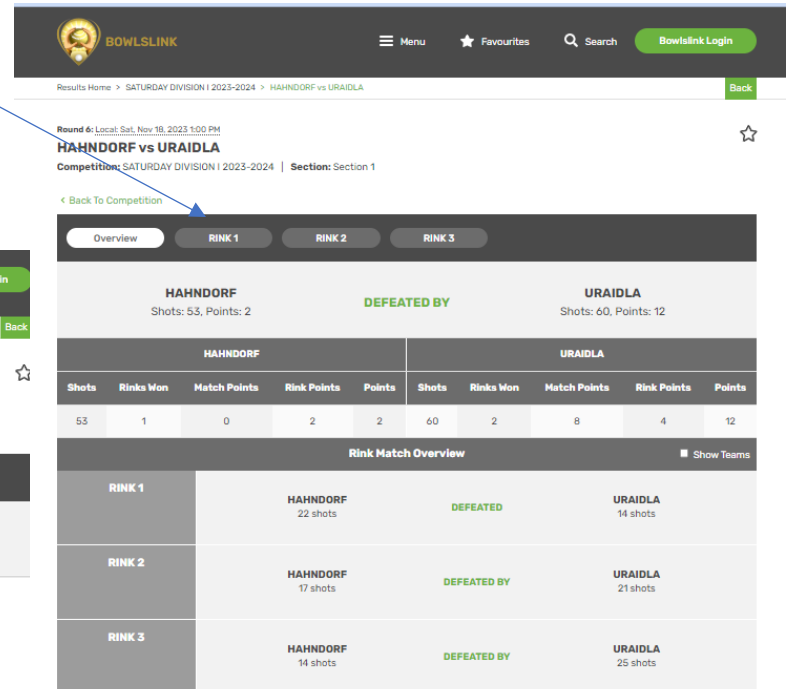 BOWLSLINK
Menu Favourites Search Bowlslink Login
Results Home > SATURDAY DIVISION I 2023-2024 > HAHNDORF vs URAIDLA Back
Round 6: Local: Sat, Nov 18, 2023 1:00 PM
HAHNDORF vs URAIDLA
Competition: SATURDAY DIVISION I 2023-2024 | Section: Section 1
< Back To Competition
Overview RINK 1 RINK 2 RINK 3
in
Back
HAHNDORF DEFEATED BY URAIDLA
Shots: 53, Points: 2 Shots: 60, Points: 12
HAHNDORF URAIDLA
Shots Rinks Won Match Points Rink Points Points Shots Rinks Won Match Points Rink Points Points
53 1 0 2 2 60 2 8 4 12
Rink Match Overview Show Teams
RINK 1
HAHNDORF DEFEATED URAIDLA
22 shots 14 shots
RINK 2
HAHNDORF DEFEATED BY URAIDLA
17 shots 21 shots
RINK 3
HAHNDORF DEFEATED BY URAIDLA
14 shots 25 shots